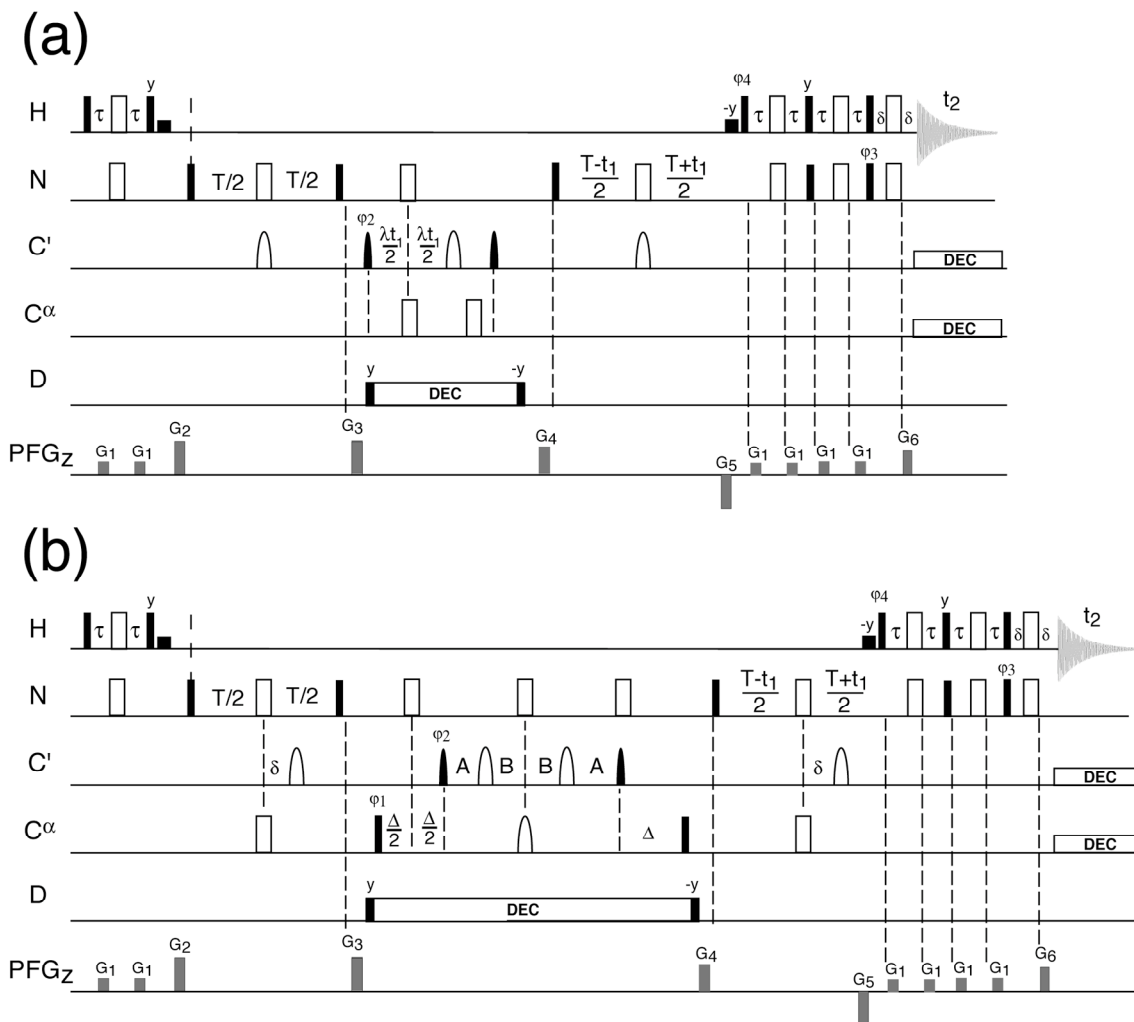 (a)
H τ τ y -y φ4 τ τ y τ τ δ δ t2
N T/2 T/2 T-t1/2 T+t1/2 φ3
C' φ2 λt1/2 λt1/2 DEC
Cα DEC
D y DEC -y
PFGz G1 G1 G2 G3 G4 G5 G1 G1 G1 G1 G6
(b)
H τ τ y -y φ4 τ τ y τ τ δ δ t2
N T/2 T/2 T-t1/2 T+t1/2 φ3
C' δ φ2 A B B A δ DEC
Cα φ1 Δ/2 Δ/2 Δ DEC
D y DEC -y
PFGz G1 G1 G2 G3 G4 G5 G1 G1 G1 G1 G6